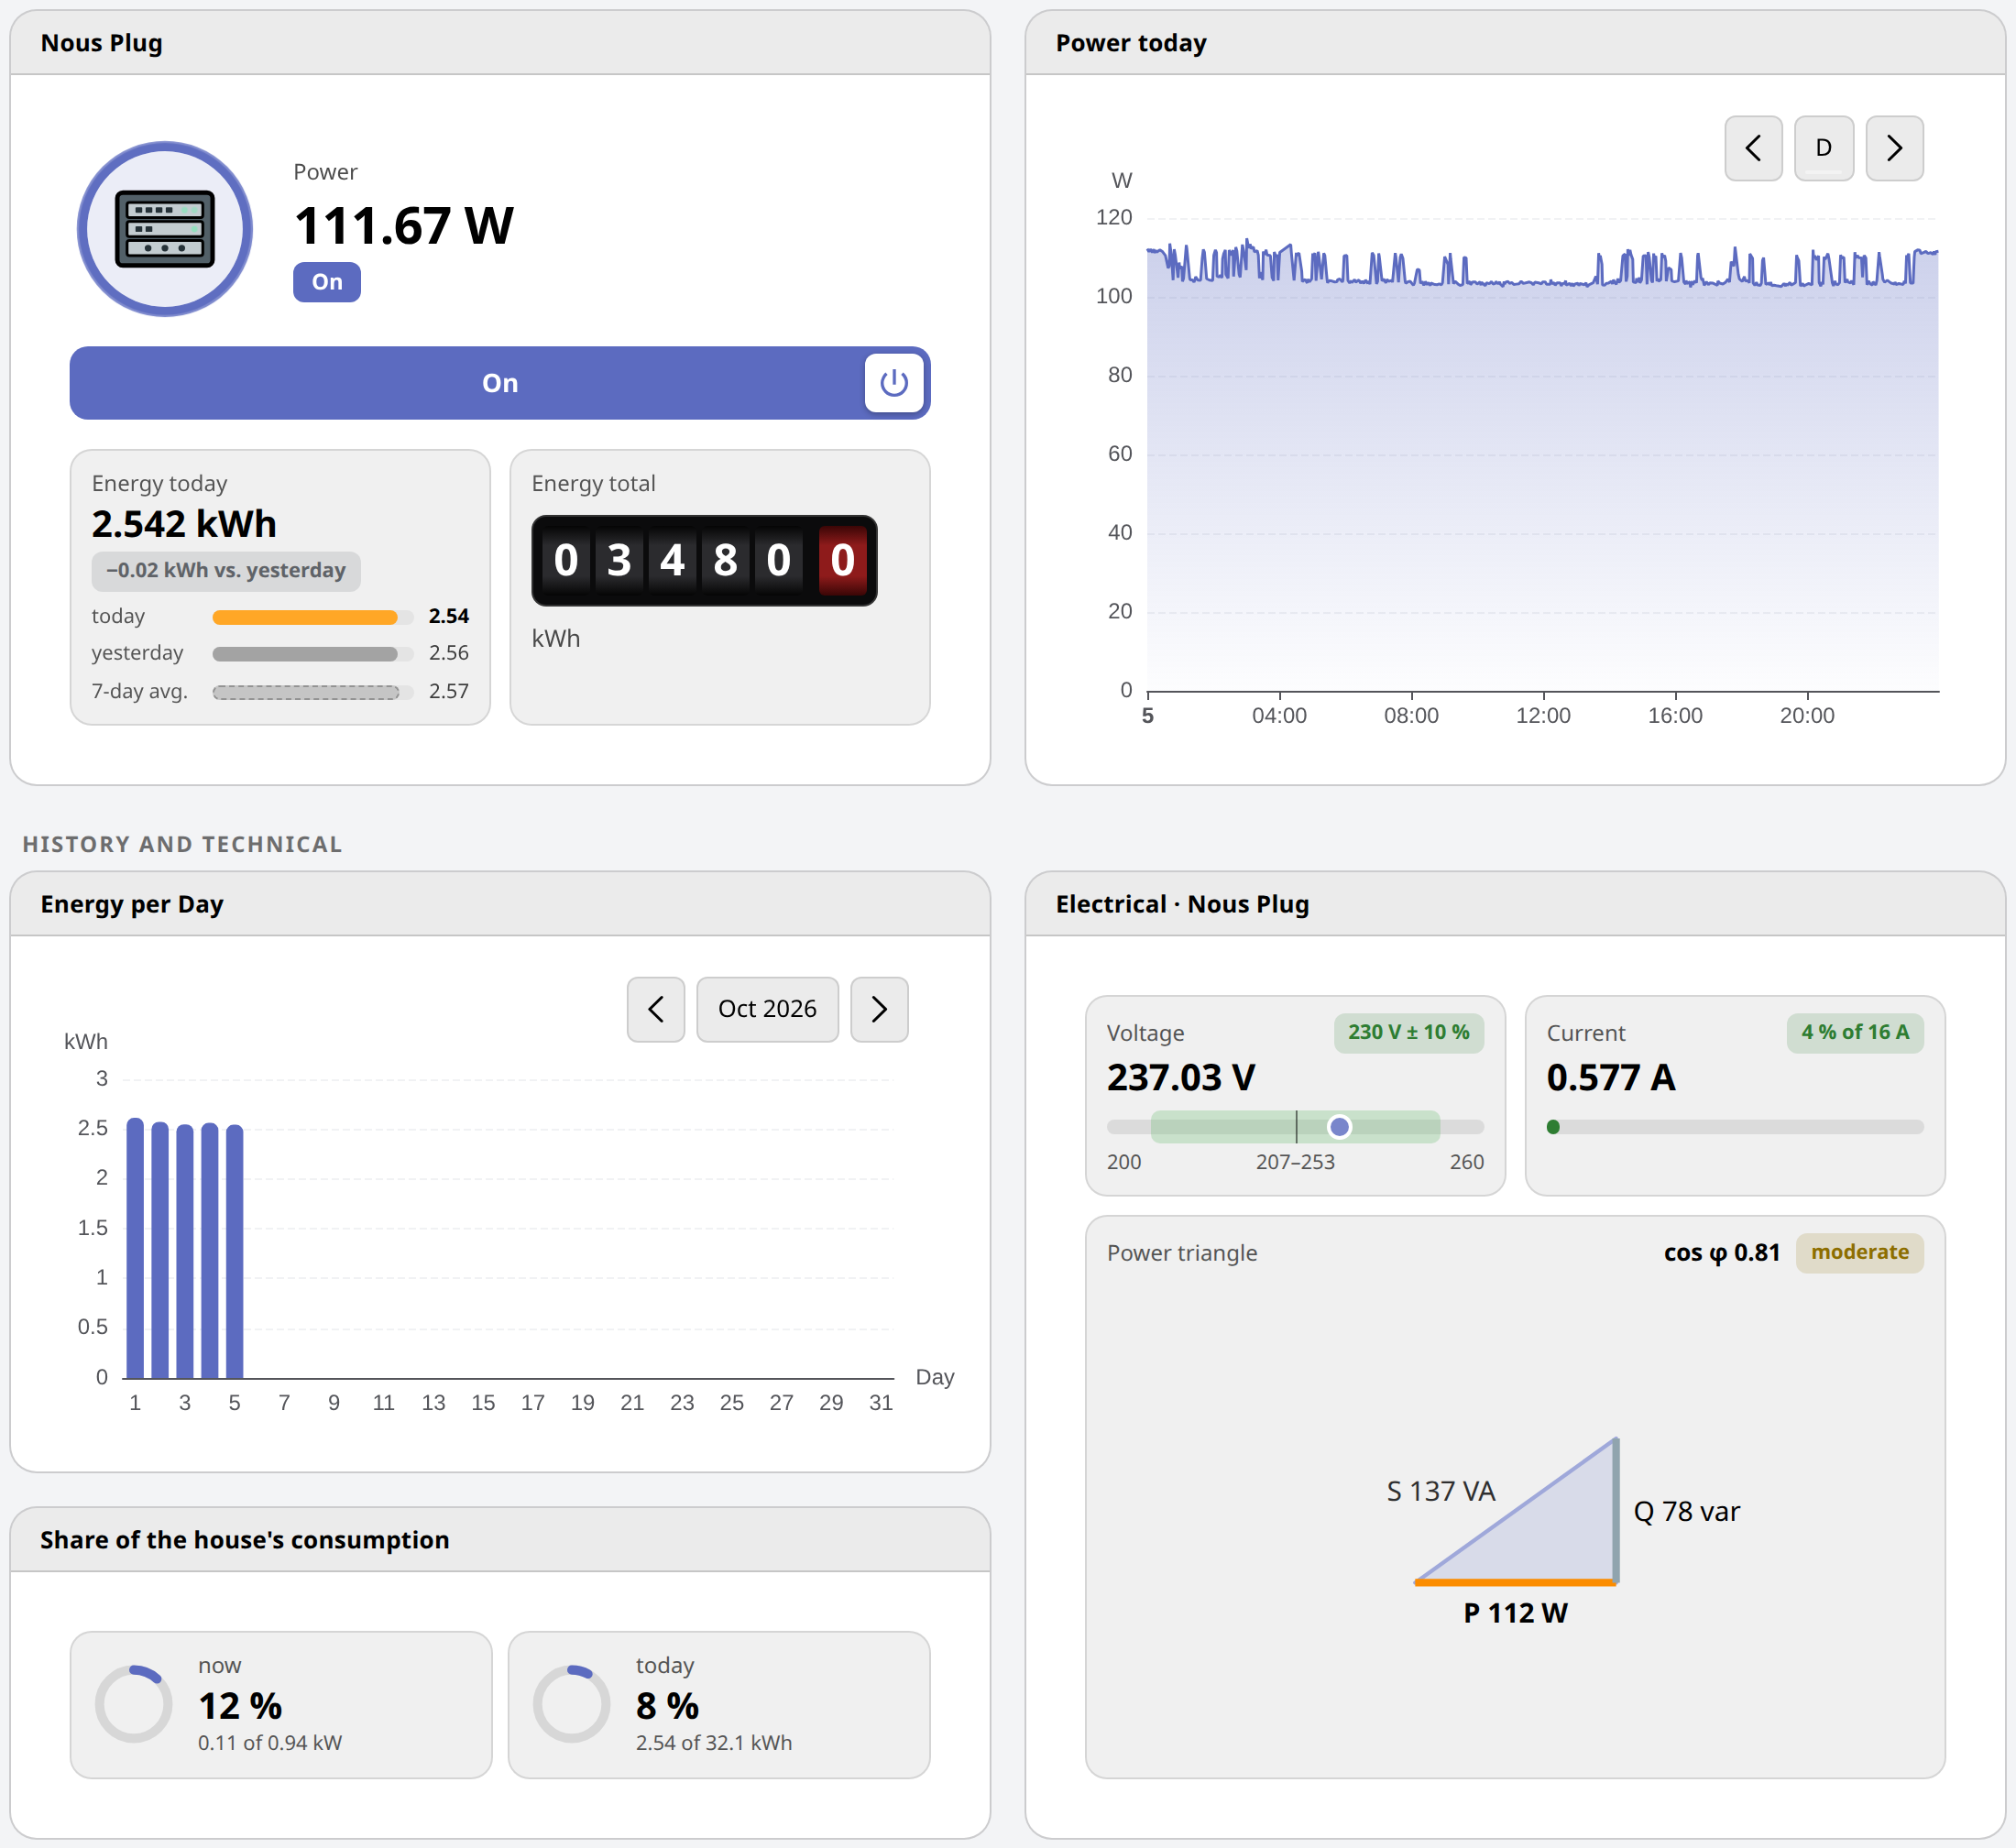 Nous Plug
Power
111.67 W
On
On
Energy today
2.542 kWh
−0.02 kWh vs. yesterday
today 2.54
yesterday 2.56
7-day avg. 2.57
Energy total
0 3 4 8 0 0
kWh
Power today
D
W
120
100
80
60
40
20
0
5 04:00 08:00 12:00 16:00 20:00
HISTORY AND TECHNICAL
Energy per Day
Oct 2026
kWh
3
2.5
2
1.5
1
0.5
0
Day
1 3 5 7 9 11 13 15 17 19 21 23 25 27 29 31
Share of the house's consumption
now
12 %
0.11 of 0.94 kW
today
8 %
2.54 of 32.1 kWh
Electrical · Nous Plug
Voltage 230 V ± 10 %
237.03 V
200 207–253 260
Current 4 % of 16 A
0.577 A
Power triangle cos φ 0.81 moderate
S 137 VA
Q 78 var
P 112 W